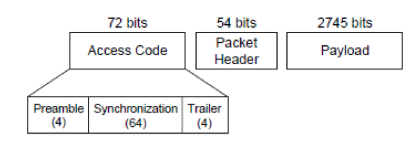 72 bits 54 bits 2745 bits
Access Code Packet Header Payload
Preamble (4) Synchronization (64) Trailer (4)